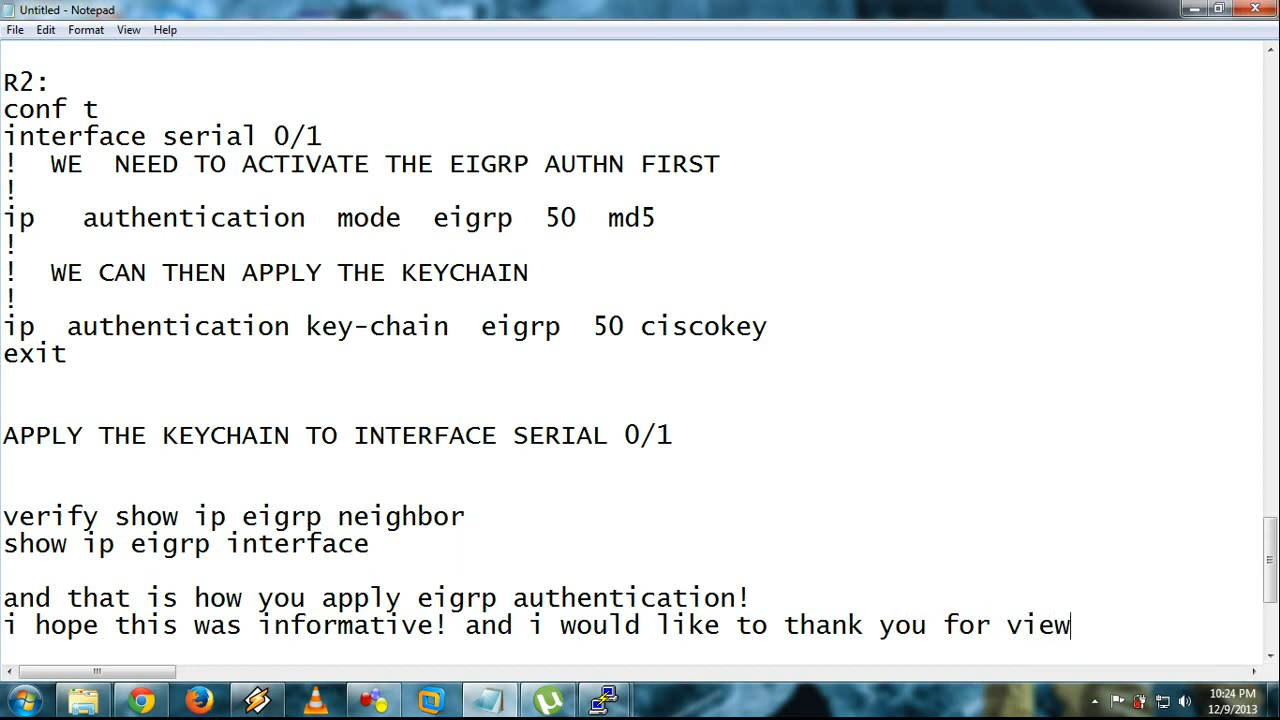 Untitled - Notepad
File Edit Format View Help
R2:
conf t
interface serial 0/1
!  WE  NEED TO ACTIVATE THE EIGRP AUTHN FIRST
!
ip   authentication  mode  eigrp  50  md5
!
!  WE CAN THEN APPLY THE KEYCHAIN
!
ip  authentication key-chain  eigrp  50 ciscokey
exit
APPLY THE KEYCHAIN TO INTERFACE SERIAL 0/1
verify show ip eigrp neighbor
show ip eigrp interface
and that is how you apply eigrp authentication!
i hope this was informative! and i would like to thank you for view
10:24 PM
12/9/2013